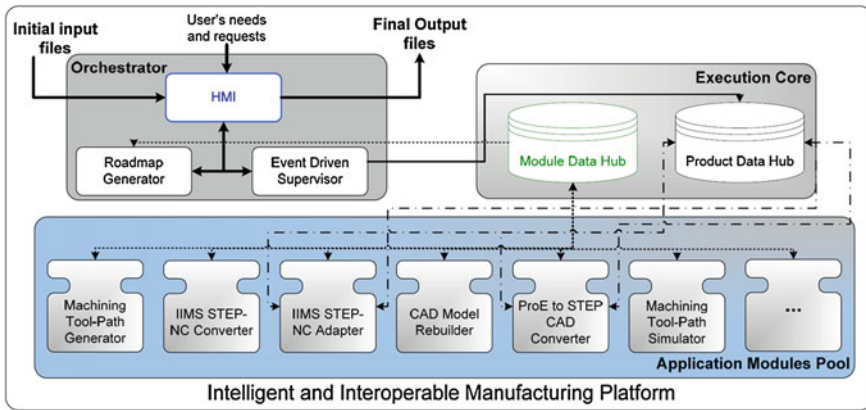 Initial input
files
User's needs
and requests
Final Output
files
Orchestrator
HMI
Roadmap
Generator
Event Driven
Supervisor
Execution Core
Module Data Hub
Product Data Hub
Machining
Tool-Path
Generator
IIMS STEP-
NC Converter
IIMS STEP-
NC Adapter
CAD Model
Rebuilder
ProE to STEP
CAD
Converter
Machining
Tool-Path
Simulator
...
Application Modules Pool
Intelligent and Interoperable Manufacturing Platform